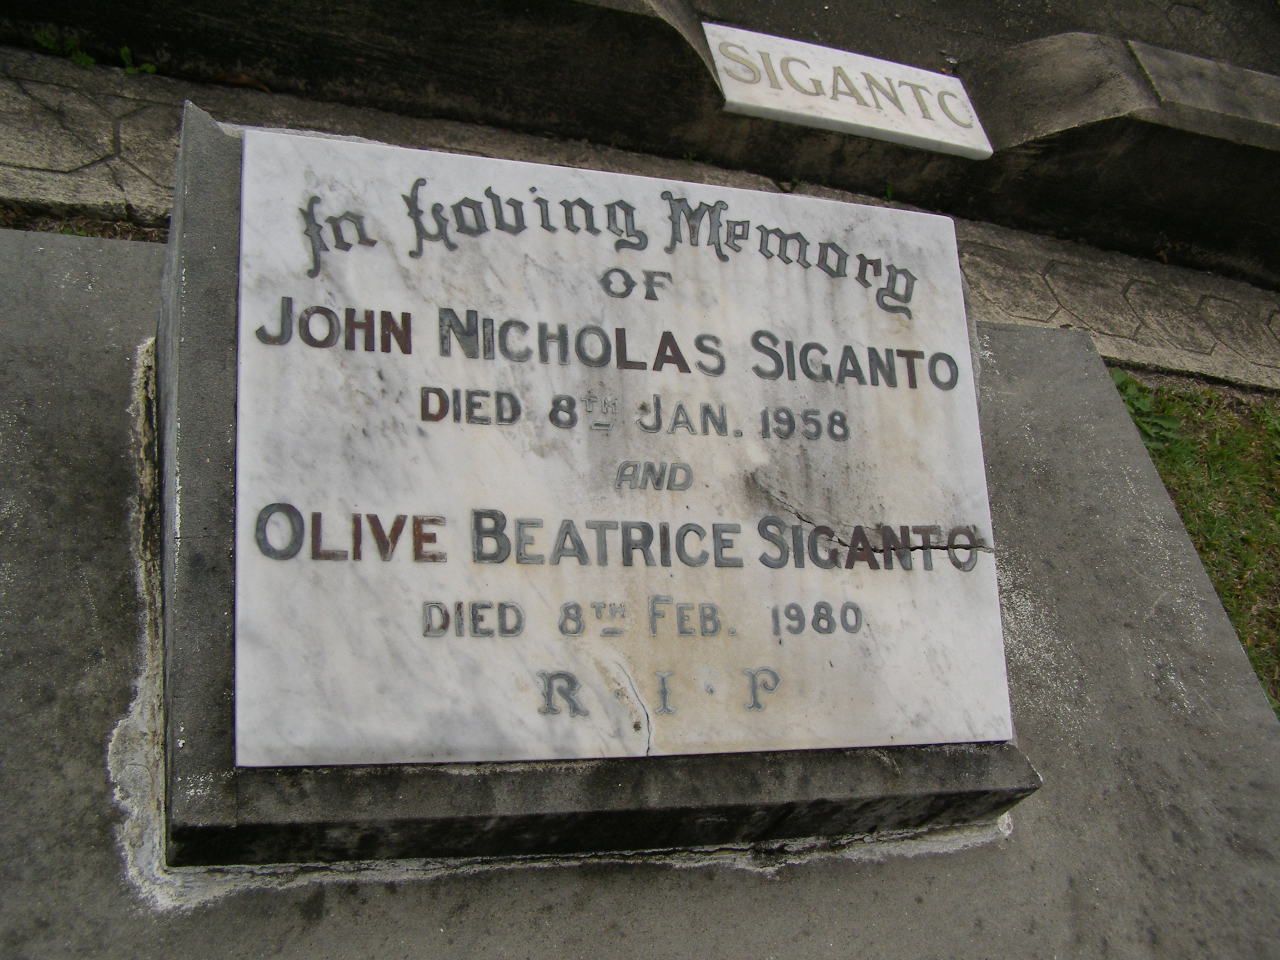 SIGANTO
In Loving Memory
OF
JOHN NICHOLAS SIGANTO
DIED 8TH JAN. 1958
AND
OLIVE BEATRICE SIGANTO
DIED 8TH FEB. 1980
R · I · P